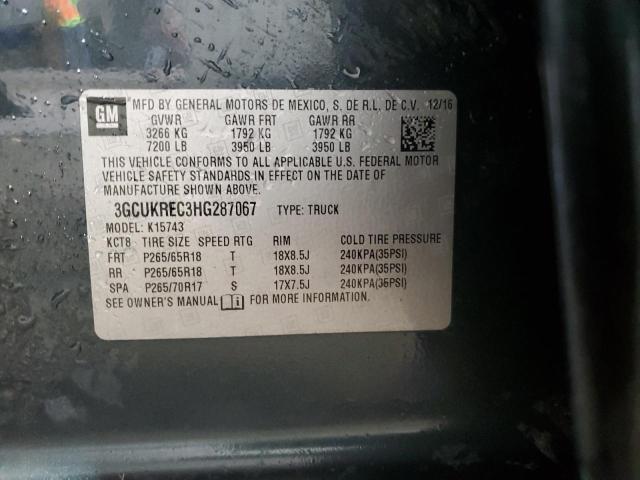 GM
MFD BY GENERAL MOTORS DE MEXICO, S. DE R.L. DE C.V. 12/16
GVWR GAWR FRT GAWR RR
3266 KG 1792 KG 1792 KG
7200 LB 3950 LB 3950 LB
THIS VEHICLE CONFORMS TO ALL APPLICABLE U.S. FEDERAL MOTOR
VEHICLE SAFETY STANDARDS IN EFFECT ON THE DATE OF
MANUFACTURE SHOWN ABOVE.
3GCUKREC3HG287067 TYPE: TRUCK
MODEL: K15743
KCT8 TIRE SIZE SPEED RTG RIM COLD TIRE PRESSURE
FRT P265/65R18 T 18X8.5J 240KPA(35PSI)
RR P265/65R18 T 18X8.5J 240KPA(35PSI)
SPA P265/70R17 S 17X7.5J 240KPA(35PSI)
SEE OWNER'S MANUAL FOR MORE INFORMATION.